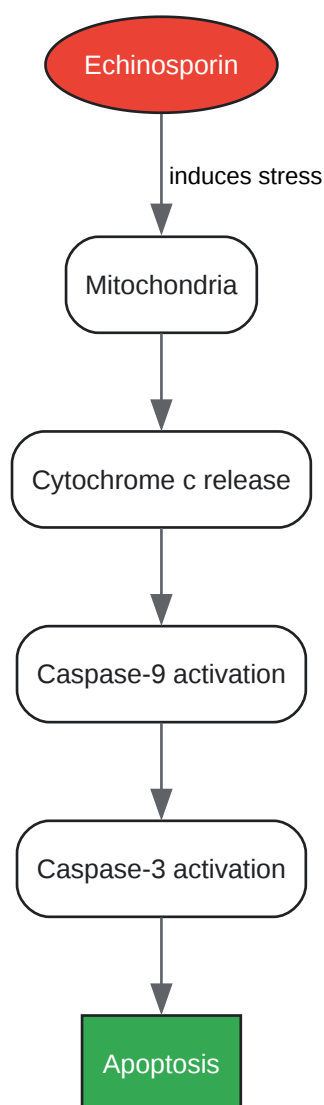 Echinosporin
induces stress
Mitochondria
Cytochrome c release
Caspase-9 activation
Caspase-3 activation
Apoptosis